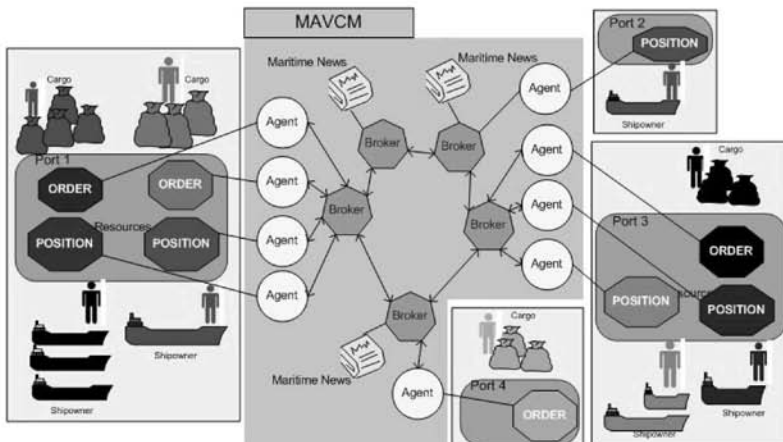 MAVCM
Cargo
Cargo
Port 1
ORDER
ORDER
Resources
POSITION
POSITION
Shipowner
Shipowner
Maritime News
Maritime News
Agent
Agent
Agent
Agent
Broker
Broker
Broker
Broker
Broker
Maritime News
Agent
Agent
Agent
Agent
Agent
Port 2
POSITION
Shipowner
Cargo
Port 3
ORDER
POSITION
POSITION
Shipowner
Shipowner
Cargo
Port 4
ORDER